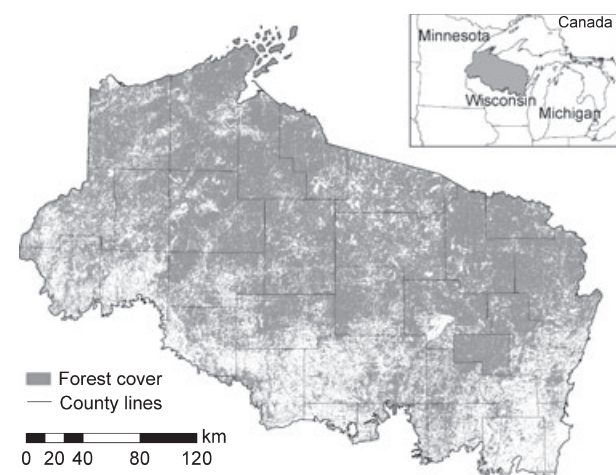 Canada
Minnesota
Wisconsin
Michigan
Forest cover
County lines
km
0 20 40 80 120